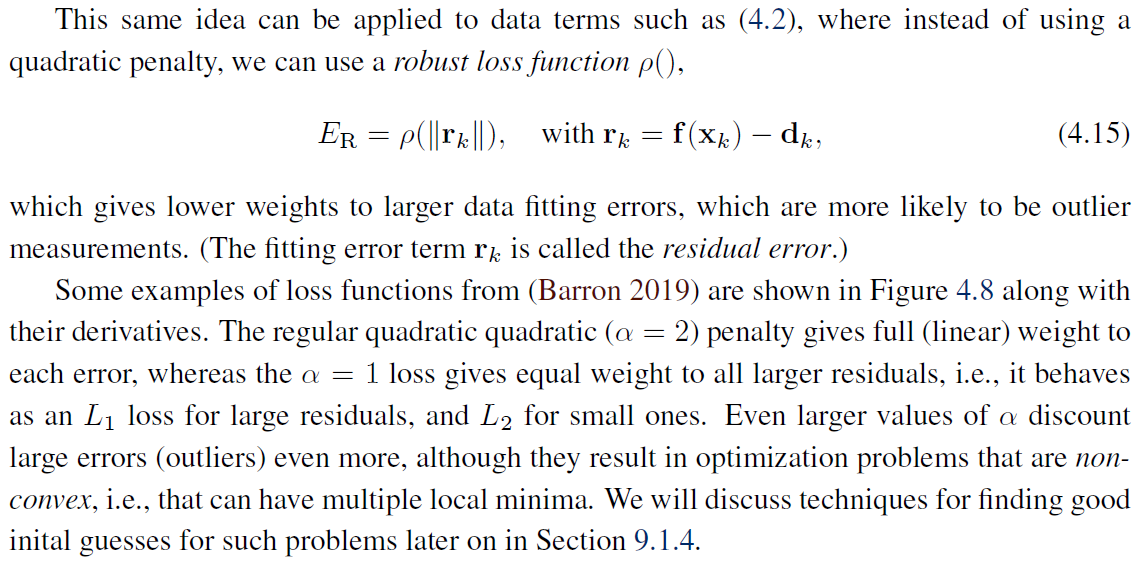 This same idea can be applied to data terms such as (4.2), where instead of using a
quadratic penalty, we can use a robust loss function ρ(),
E_R = ρ(‖r_k‖), with r_k = f(x_k) − d_k, (4.15)
which gives lower weights to larger data fitting errors, which are more likely to be outlier
measurements. (The fitting error term r_k is called the residual error.)
Some examples of loss functions from (Barron 2019) are shown in Figure 4.8 along with
their derivatives. The regular quadratic quadratic (α = 2) penalty gives full (linear) weight to
each error, whereas the α = 1 loss gives equal weight to all larger residuals, i.e., it behaves
as an L_1 loss for large residuals, and L_2 for small ones. Even larger values of α discount
large errors (outliers) even more, although they result in optimization problems that are non-
convex, i.e., that can have multiple local minima. We will discuss techniques for finding good
inital guesses for such problems later on in Section 9.1.4.